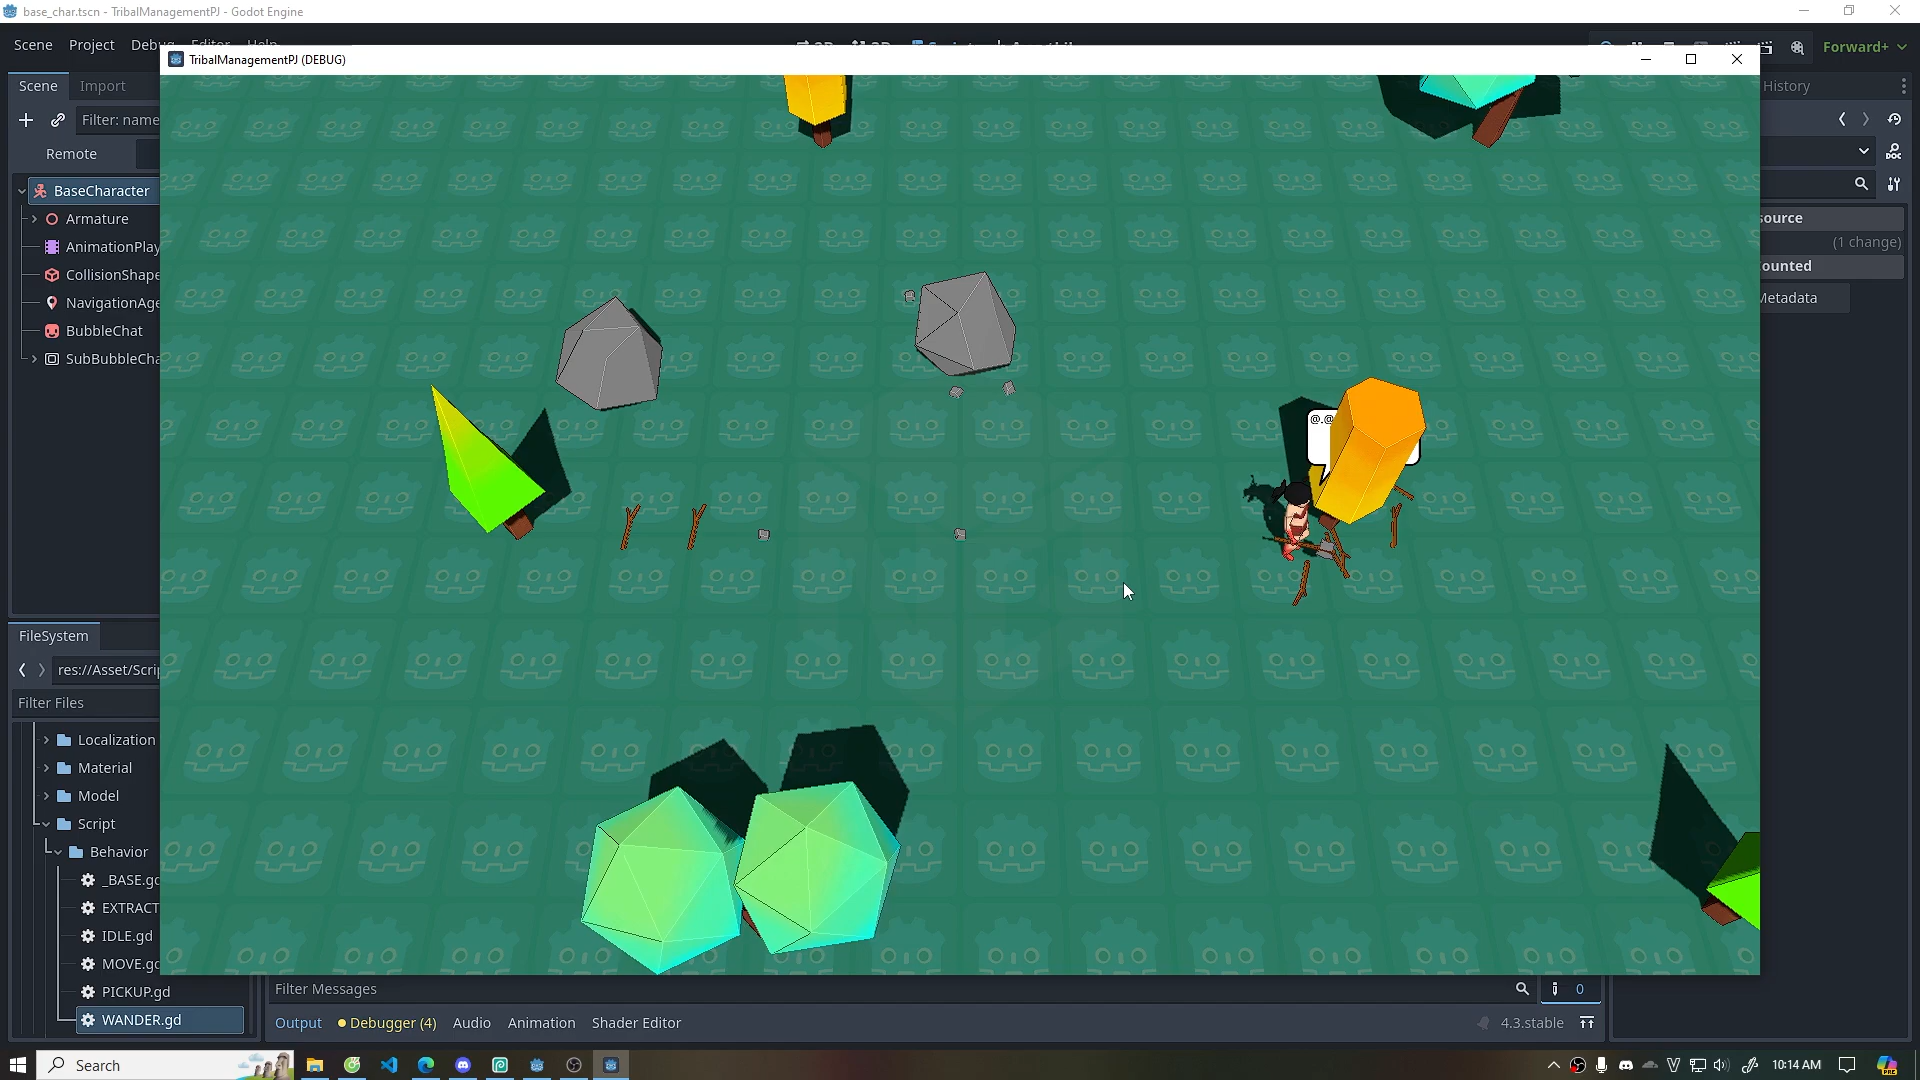 base_char.tscn - TribalManagementPJ - Godot Engine
Scene Project Debu
Forward+
TribalManagementPJ (DEBUG)
Scene Import
History
Filter: name
Remote
BaseCharacter
Armature
source
AnimationPlay
(1 change)
CollisionShape
ounted
NavigationAge
Metadata
BubbleChat
SubBubbleCha
@.@
FileSystem
res://Asset/Scrip
Filter Files
Localization
Material
Model
Script
Behavior
_BASE.gd
EXTRACT
IDLE.gd
MOVE.gd
PICKUP.gd
Filter Messages
0
WANDER.gd
Output Debugger (4) Audio Animation Shader Editor
4.3.stable
Search
10:14 AM